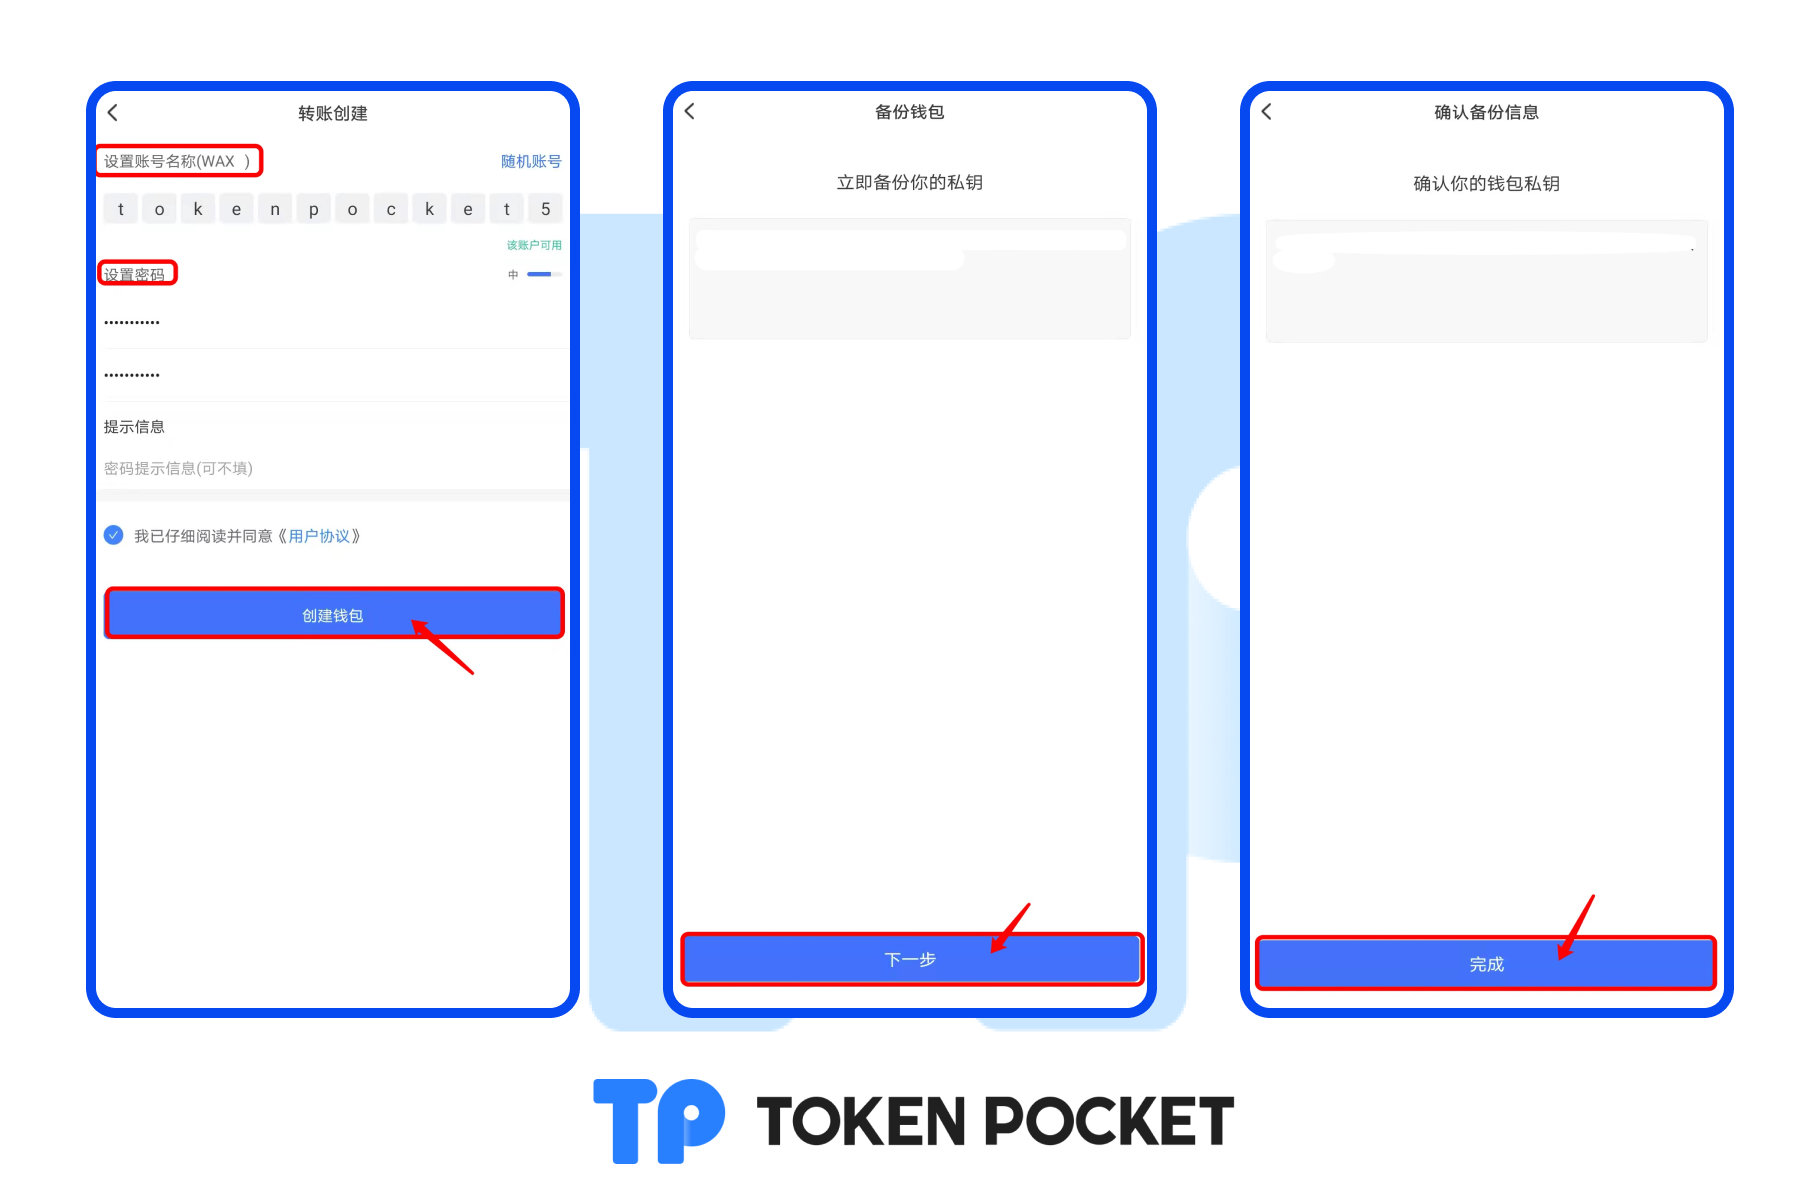 转账创建
设置账号名称(WAX )
随机账号
t o k e n p o c k e t 5
该账户可用
设置密码
中
•••••••••••
•••••••••••
提示信息
密码提示信息(可不填)
我已仔细阅读并同意《用户协议》
创建钱包
备份钱包
立即备份你的私钥
下一步
确认备份信息
确认你的钱包私钥
完成
TP TOKEN POCKET